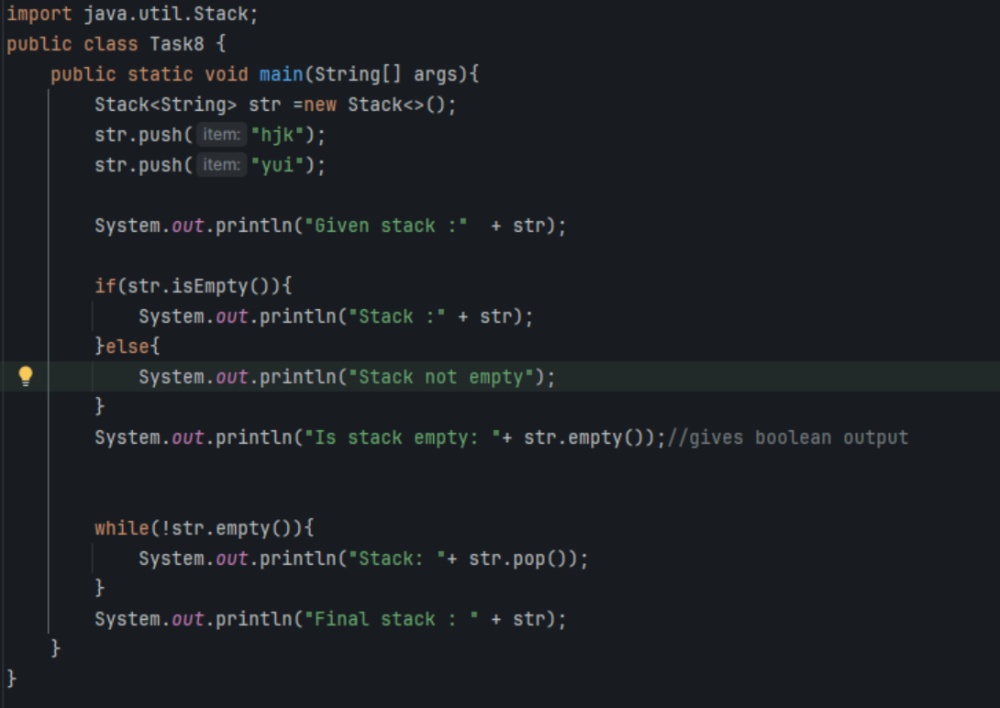 import java.util.Stack;
public class Task8 {
    public static void main(String[] args){
        Stack<String> str =new Stack<>();
        str.push( item: "hjk");
        str.push( item: "yui");

        System.out.println("Given stack :"  + str);

        if(str.isEmpty()){
            System.out.println("Stack :" + str);
        }else{
            System.out.println("Stack not empty");
        }
        System.out.println("Is stack empty: "+ str.empty());//gives boolean output


        while(!str.empty()){
            System.out.println("Stack: "+ str.pop());
        }
        System.out.println("Final stack : " + str);
    }
}